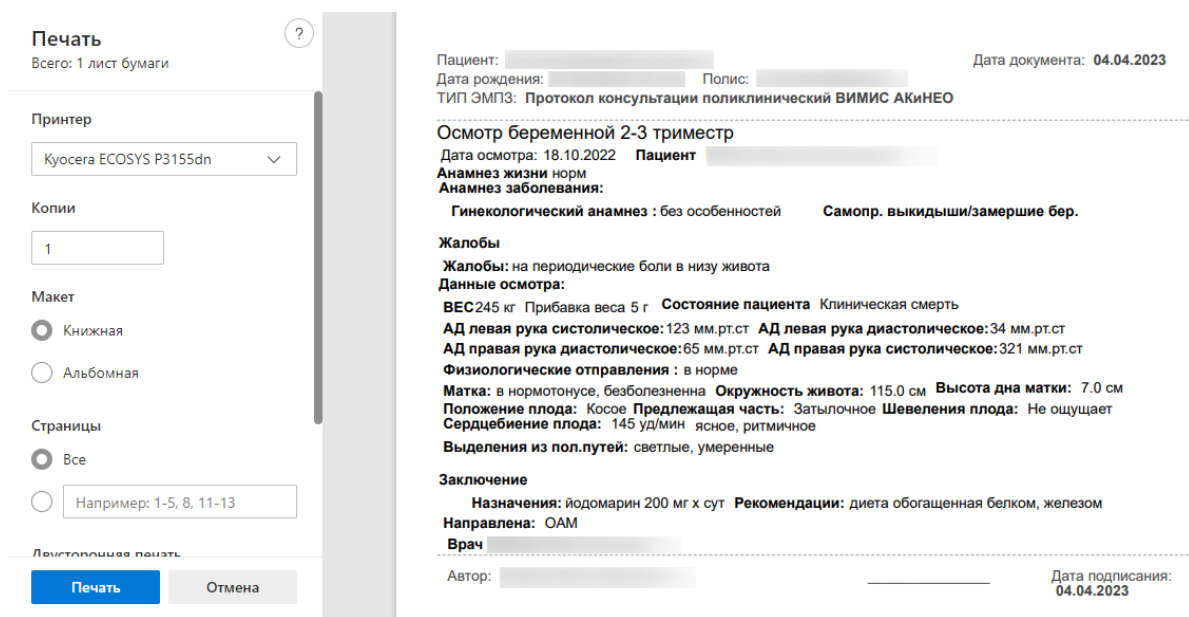 Печать
?
Всего: 1 лист бумаги
Принтер
Kyocera ECOSYS P3155dn
Копии
1
Макет
Книжная
Альбомная
Страницы
Все
Например: 1-5, 8, 11-13
Двусторонняя печать
Печать Отмена
Пациент: Дата документа: 04.04.2023
Дата рождения: Полис:
ТИП ЭМПЗ: Протокол консультации поликлинический ВИМИС АКиНЕО
Осмотр беременной 2-3 триместр
Дата осмотра: 18.10.2022 Пациент
Анамнез жизни норм
Анамнез заболевания:
Гинекологический анамнез : без особенностей Самопр. выкидыши/замершие бер.
Жалобы
Жалобы: на периодические боли в низу живота
Данные осмотра:
ВЕС245 кг Прибавка веса 5 г Состояние пациента Клиническая смерть
АД левая рука систолическое:123 мм.рт.ст АД левая рука диастолическое:34 мм.рт.ст
АД правая рука диастолическое:65 мм.рт.ст АД правая рука систолическое:321 мм.рт.ст
Физиологические отправления : в норме
Матка: в нормотонусе, безболезненна Окружность живота: 115.0 см Высота дна матки: 7.0 см
Положение плода: Косое Предлежащая часть: Затылочное Шевеления плода: Не ощущает
Сердцебиение плода: 145 уд/мин ясное, ритмичное
Выделения из пол.путей: светлые, умеренные
Заключение
Назначения: йодомарин 200 мг х сут Рекомендации: диета обогащенная белком, железом
Направлена: ОАМ
Врач
Автор: Дата подписания:
04.04.2023